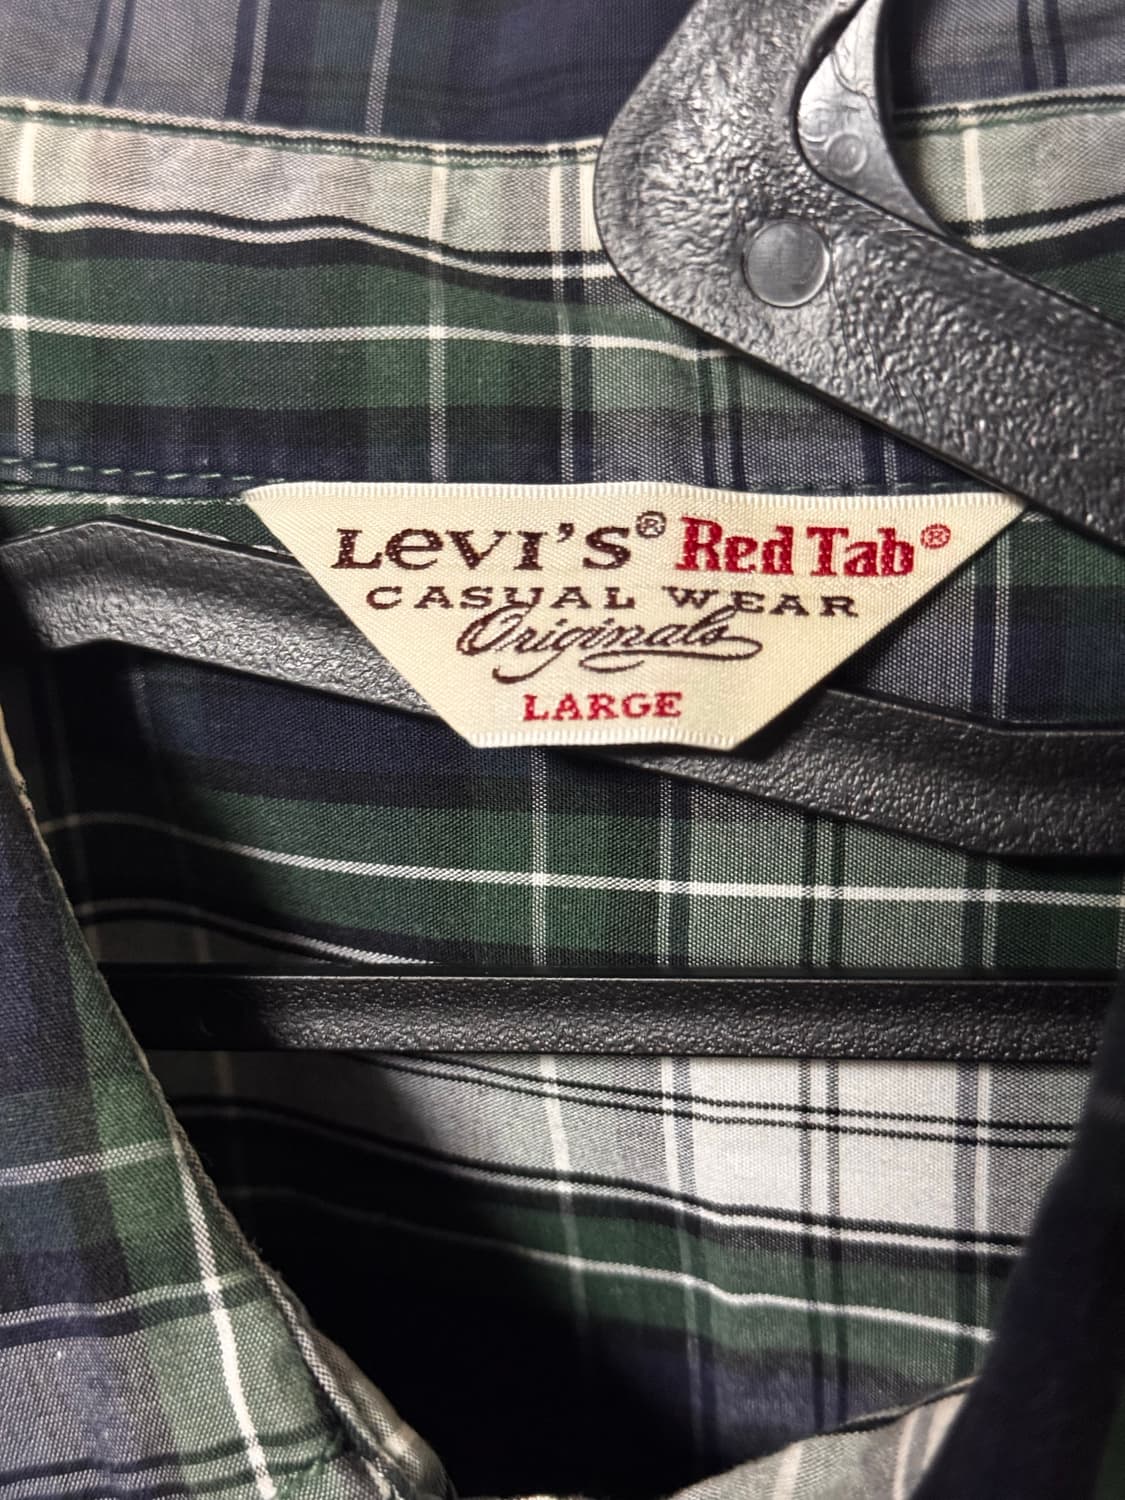 Levi's® Red Tab®
CASUAL WEAR
Originals
LARGE